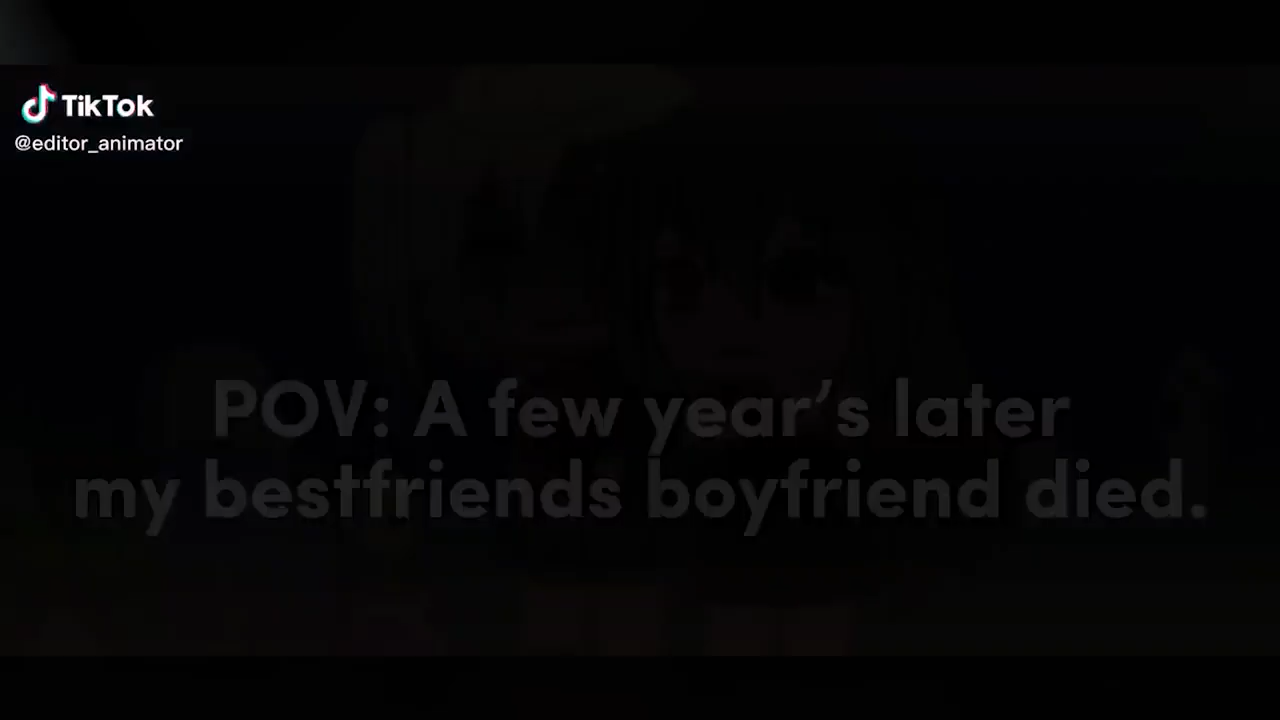 TikTok
@editor_animator
POV: A few year’s later
my bestfriends boyfriend died.